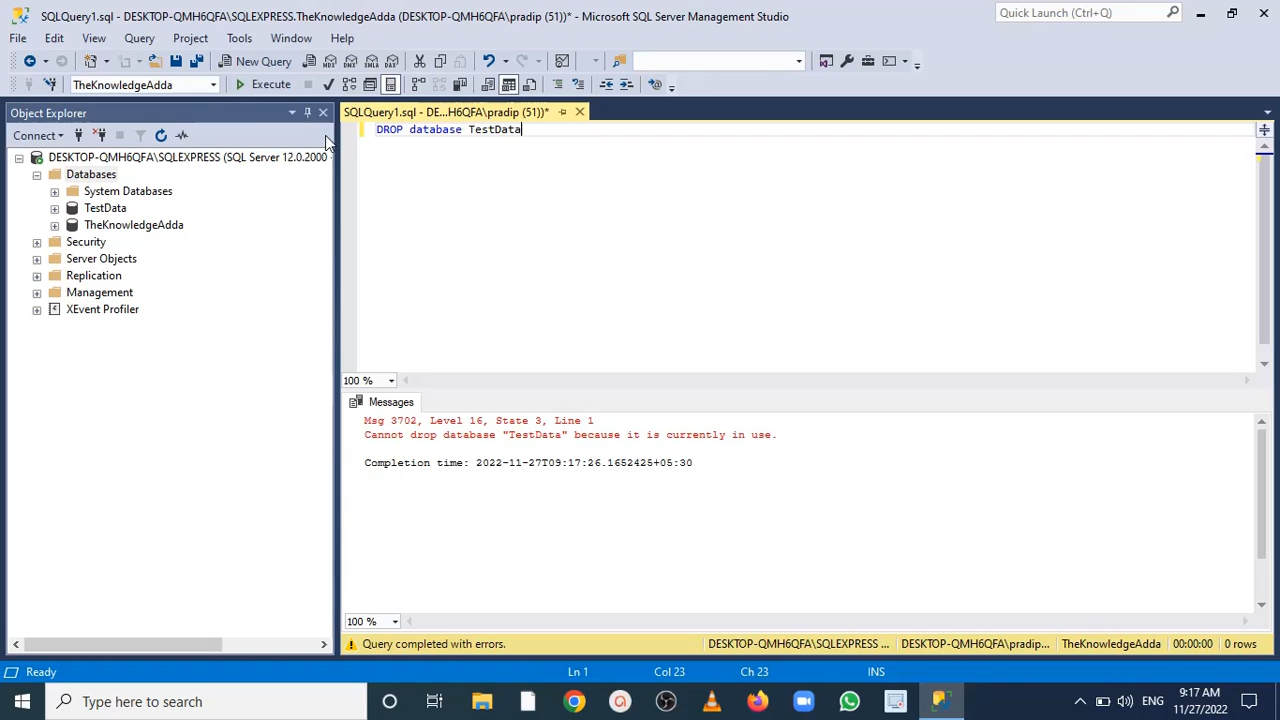 SQLQuery1.sql - DESKTOP-QMH6QFA\SQLEXPRESS.TheKnowledgeAdda (DESKTOP-QMH6QFA\pradip (51))* - Microsoft SQL Server Management Studio
Quick Launch (Ctrl+Q)
File Edit View Query Project Tools Window Help
New Query
MDX DMX XMLA DAX
TheKnowledgeAdda
Execute
Object Explorer
SQLQuery1.sql - DE...H6QFA\pradip (51))*
Connect
DROP database TestData
DESKTOP-QMH6QFA\SQLEXPRESS (SQL Server 12.0.2000 -
Databases
System Databases
TestData
TheKnowledgeAdda
Security
Server Objects
Replication
Management
XEvent Profiler
100 %
Messages
Msg 3702, Level 16, State 3, Line 1
Cannot drop database "TestData" because it is currently in use.
Completion time: 2022-11-27T09:17:26.1652425+05:30
100 %
Query completed with errors.
DESKTOP-QMH6QFA\SQLEXPRESS ...
DESKTOP-QMH6QFA\pradip...
TheKnowledgeAdda
00:00:00
0 rows
Ready
Ln 1
Col 23
Ch 23
INS
Type here to search
ENG
9:17 AM
11/27/2022